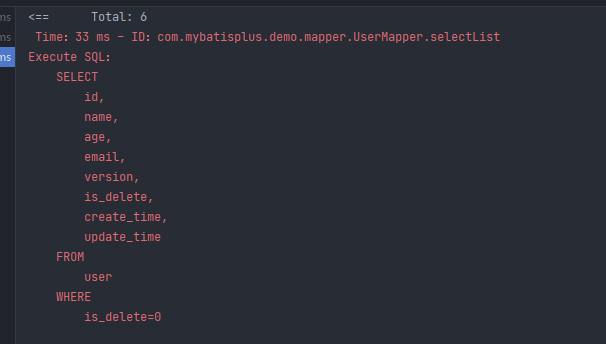 ms
<==      Total: 6
ms
 Time：33 ms - ID：com.mybatisplus.demo.mapper.UserMapper.selectList
ms
Execute SQL：
    SELECT
        id,
        name,
        age,
        email,
        version,
        is_delete,
        create_time,
        update_time
    FROM
        user
    WHERE
        is_delete=0